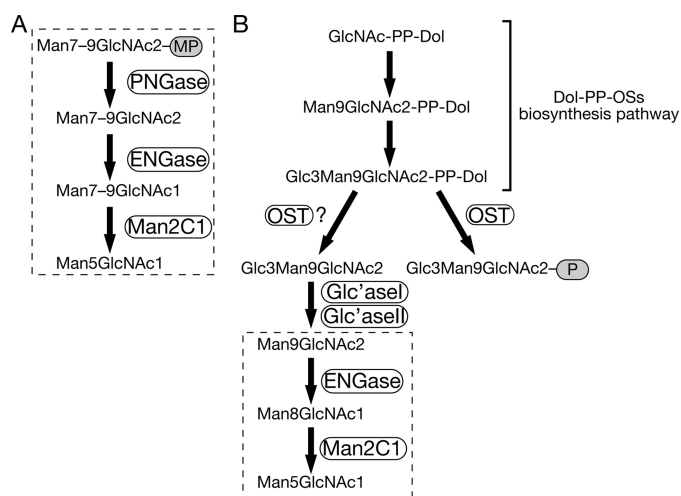 A
Man7–9GlcNAc2–MP
PNGase
Man7–9GlcNAc2
ENGase
Man7–9GlcNAc1
Man2C1
Man5GlcNAc1
B
GlcNAc-PP-Dol
Man9GlcNAc2-PP-Dol
Glc3Man9GlcNAc2-PP-Dol
Dol-PP-OSs
biosynthesis pathway
OST ?
OST
Glc3Man9GlcNAc2
Glc3Man9GlcNAc2–P
Glc'aseI
Glc'aseII
Man9GlcNAc2
ENGase
Man8GlcNAc1
Man2C1
Man5GlcNAc1